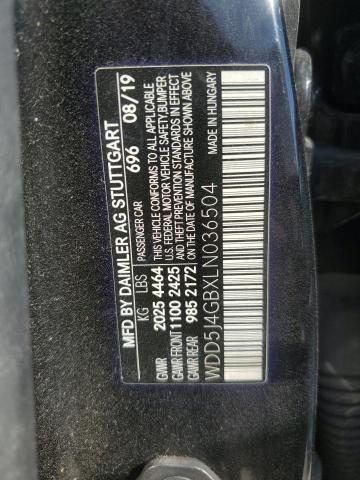 MFD BY DAIMLER AG STUTTGART
696 08/19
PASSENGER CAR
KG LBS
THIS VEHICLE CONFORMS TO ALL APPLICABLE
U.S. FEDERAL MOTOR VEHICLE SAFETY,BUMPER
AND THEFT PREVENTION STANDARDS IN EFFECT
ON THE DATE OF MANUFACTURE SHOWN ABOVE
GAWR 2025 4464
GAWR FRONT 1100 2425
GAWR REAR 985 2172
MADE IN HUNGARY
WDD5J4GBXLN036504